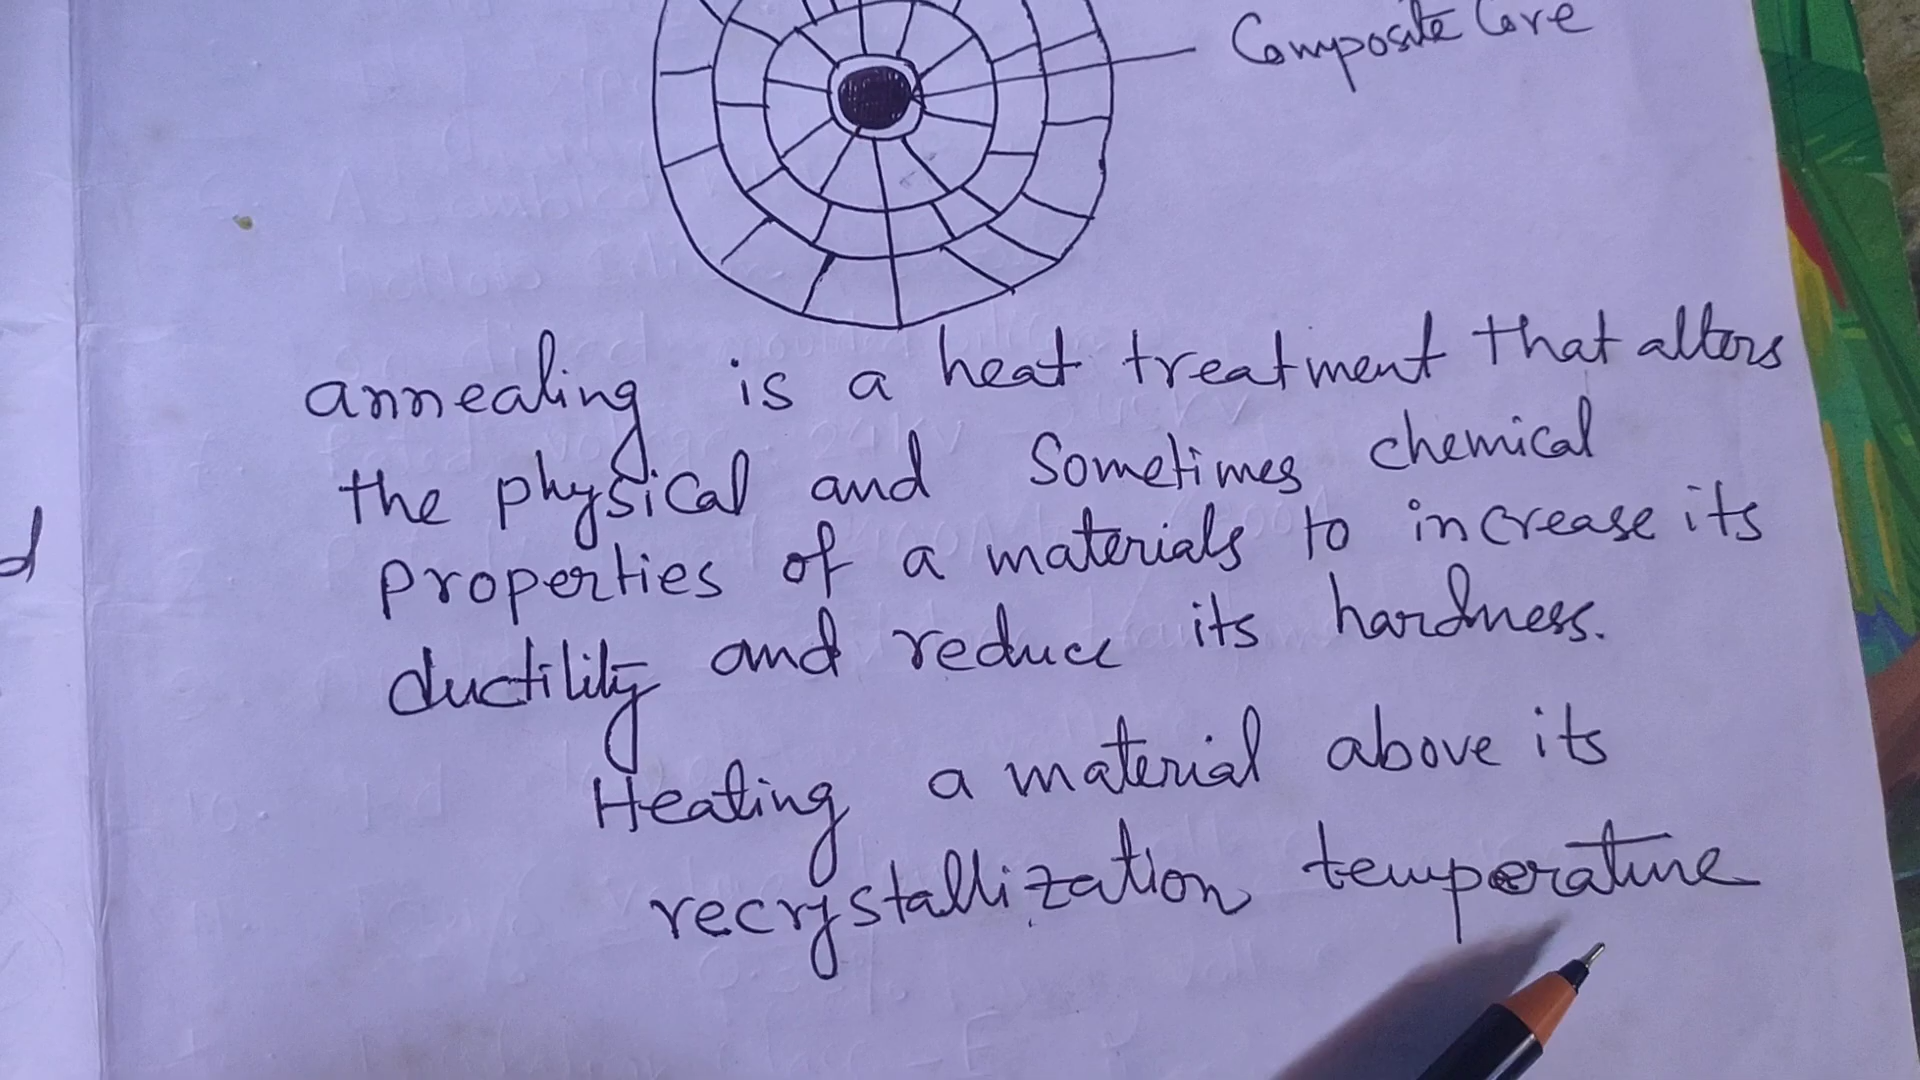 Composite Core
annealing is a heat treatment that alters
the physical and Sometimes chemical
properties of a materials to increase its
ductility and reduce its hardness.
Heating a material above its
recrystallization temperature
d